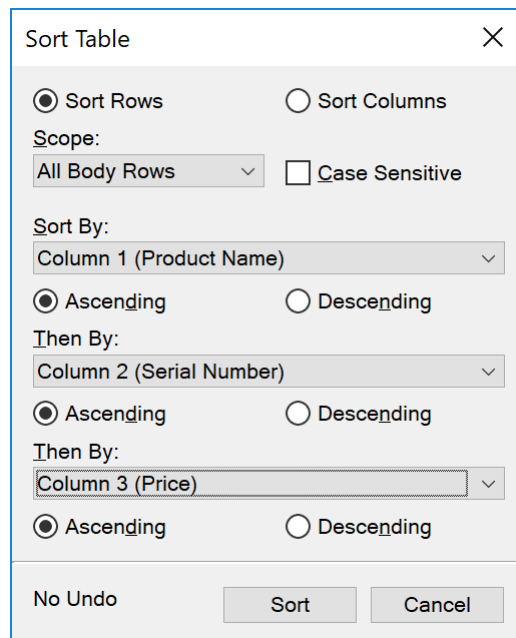 Sort Table
Sort Rows Sort Columns
Scope:
All Body Rows Case Sensitive
Sort By:
Column 1 (Product Name)
Ascending Descending
Then By:
Column 2 (Serial Number)
Ascending Descending
Then By:
Column 3 (Price)
Ascending Descending
No Undo Sort Cancel